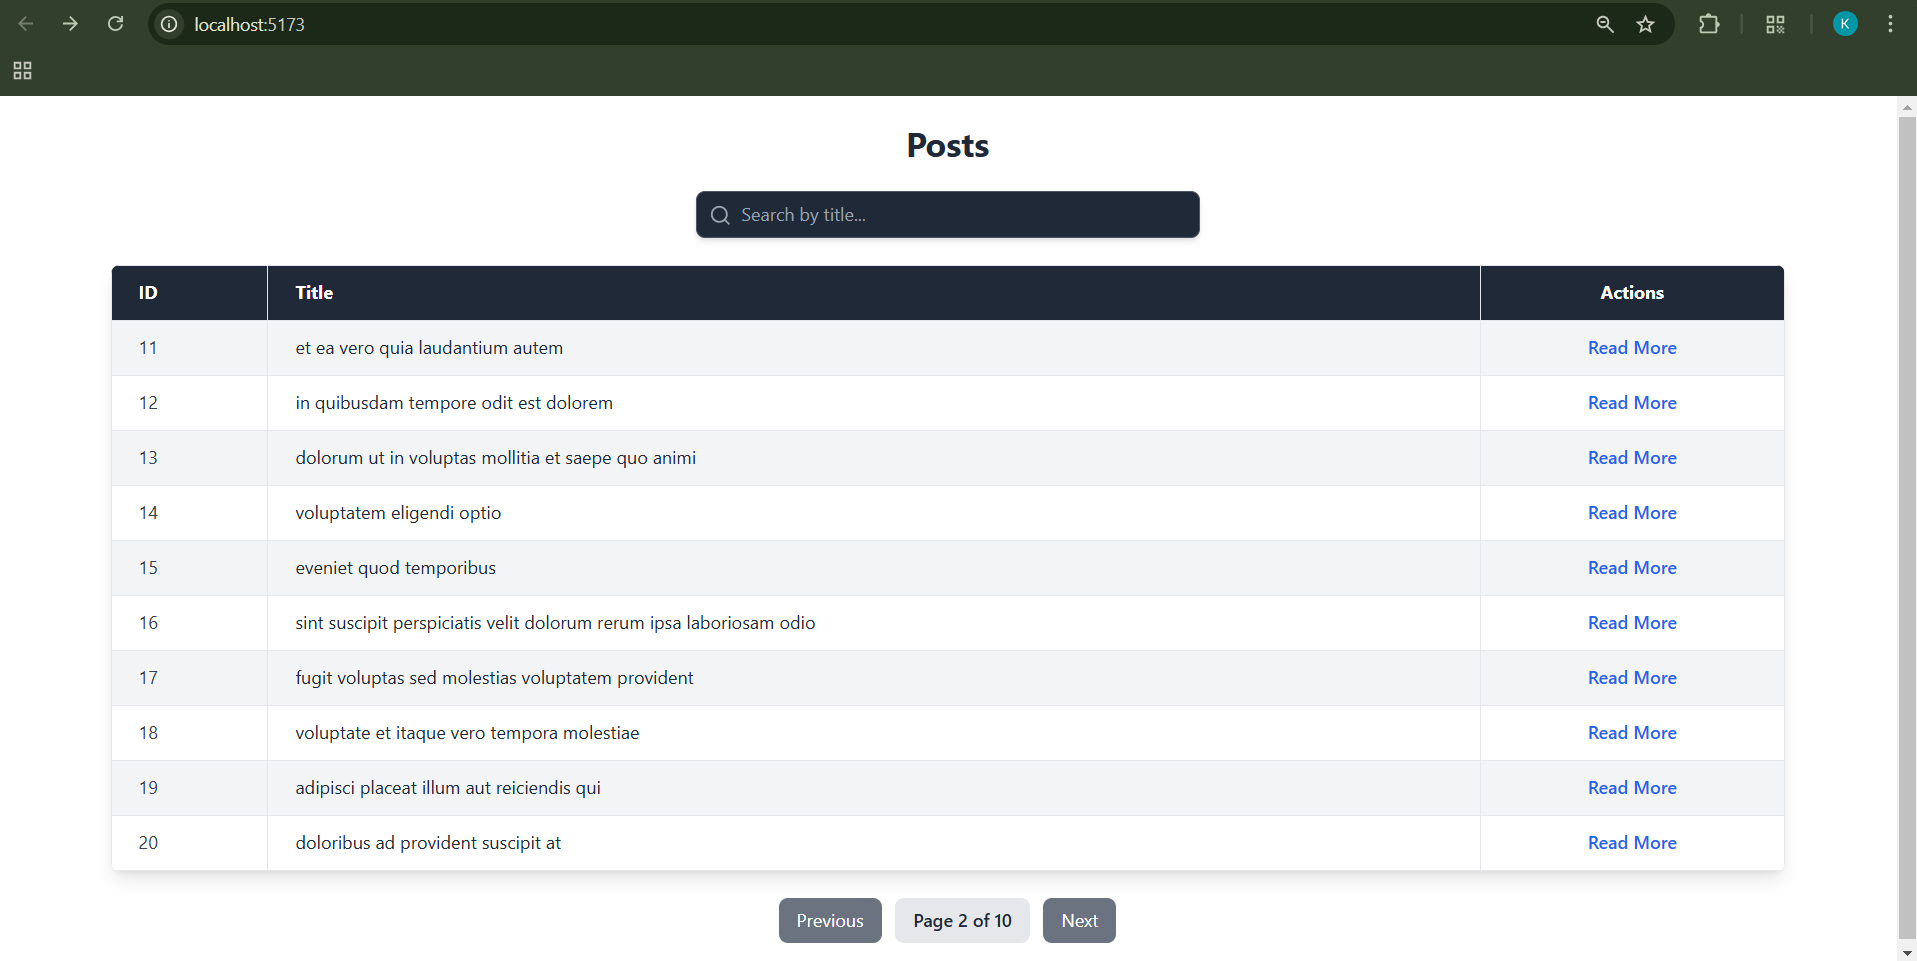 localhost:5173
K
Posts
Search by title...
ID Title Actions
11 et ea vero quia laudantium autem Read More
12 in quibusdam tempore odit est dolorem Read More
13 dolorum ut in voluptas mollitia et saepe quo animi Read More
14 voluptatem eligendi optio Read More
15 eveniet quod temporibus Read More
16 sint suscipit perspiciatis velit dolorum rerum ipsa laboriosam odio Read More
17 fugit voluptas sed molestias voluptatem provident Read More
18 voluptate et itaque vero tempora molestiae Read More
19 adipisci placeat illum aut reiciendis qui Read More
20 doloribus ad provident suscipit at Read More
Previous Page 2 of 10 Next